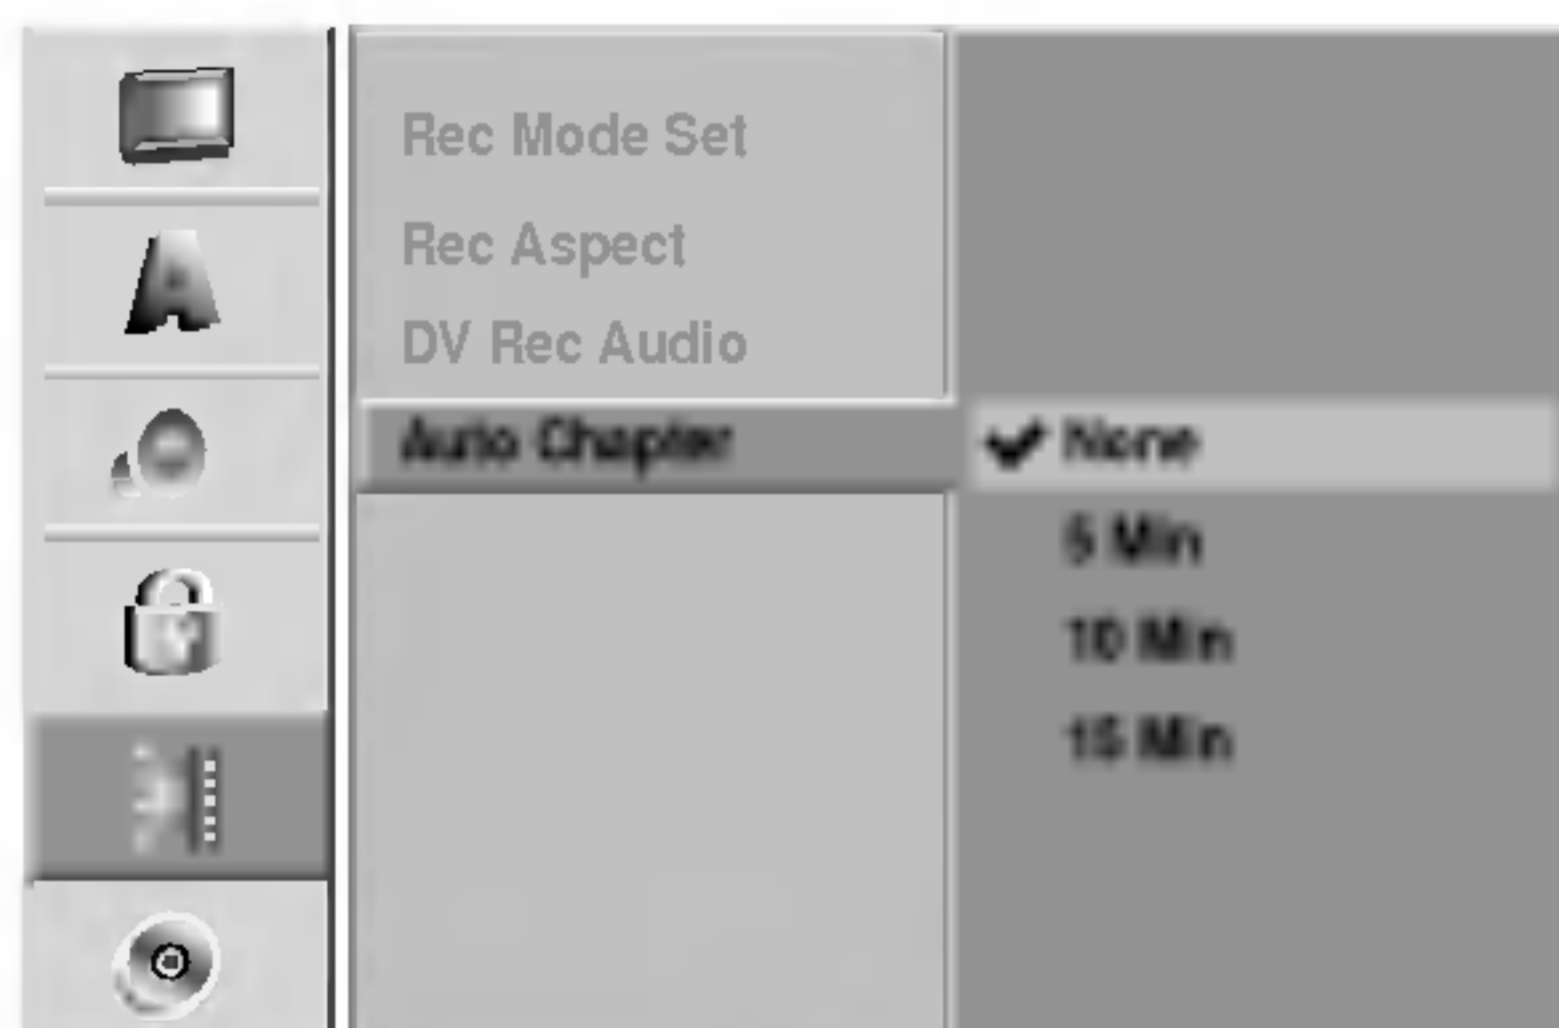 Rec Mode Set
Rec Aspect
DV Rec Audio
Auto Chapter
None
5 Min
10 Min
15 Min